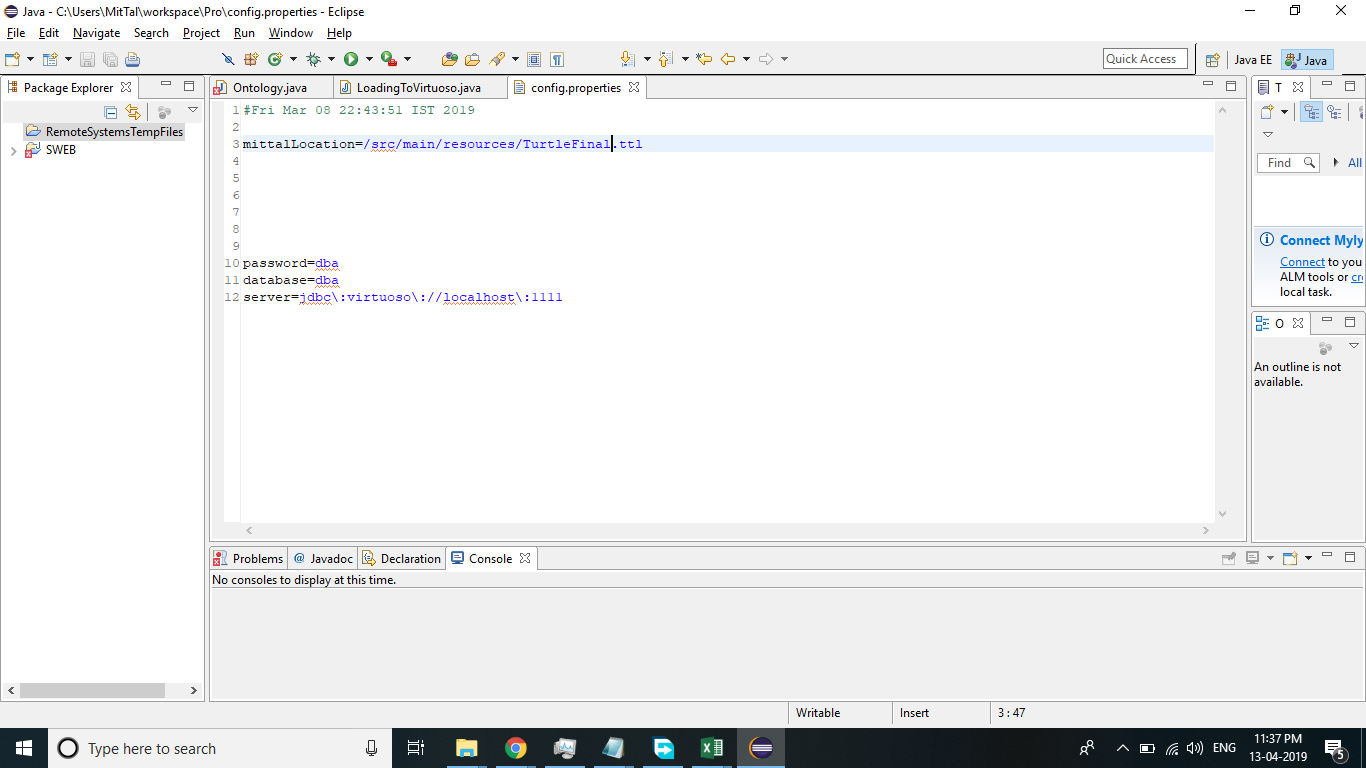 Java - C:\Users\MitTal\workspace\Pro\config.properties - Eclipse
File Edit Navigate Search Project Run Window Help
Quick Access
Java EE
Java
Package Explorer
RemoteSystemsTempFiles
SWEB
Ontology.java
LoadingToVirtuoso.java
config.properties
1 #Fri Mar 08 22:43:51 IST 2019
2
3 mittalLocation=/src/main/resources/TurtleFinal.ttl
4
5
6
7
8
9
10 password=dba
11 database=dba
12 server=jdbc\:virtuoso\://localhost\:1111
T
Find
All
Connect Myly
Connect to you
ALM tools or cr
local task.
O
An outline is not
available.
Problems
@ Javadoc
Declaration
Console
No consoles to display at this time.
Writable
Insert
3 : 47
Type here to search
ENG
11:37 PM
13-04-2019
5